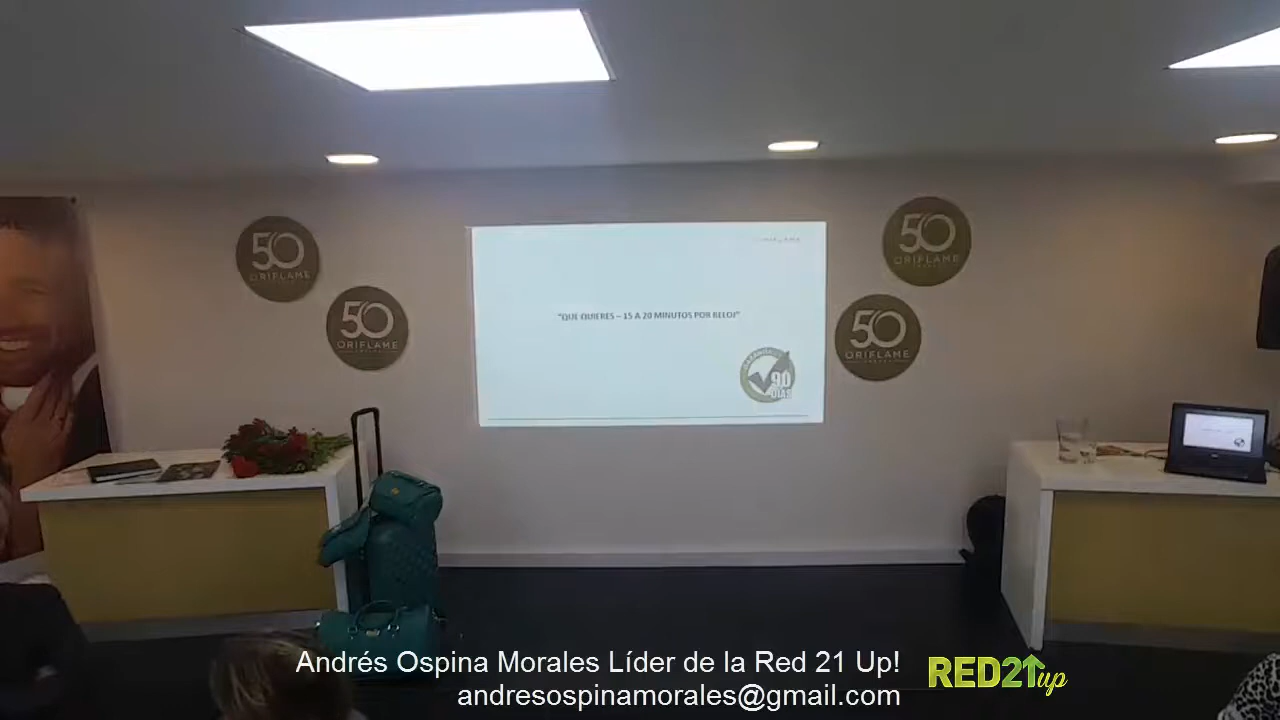 50
ORIFLAME
50
ORIFLAME
50
ORIFLAME
50
ORIFLAME
"QUE QUIERES – 15 A 20 MINUTOS POR RELOJ"
90
DÍAS
Andrés Ospina Morales Líder de la Red 21 Up!
andresospinamorales@gmail.com
RED21up